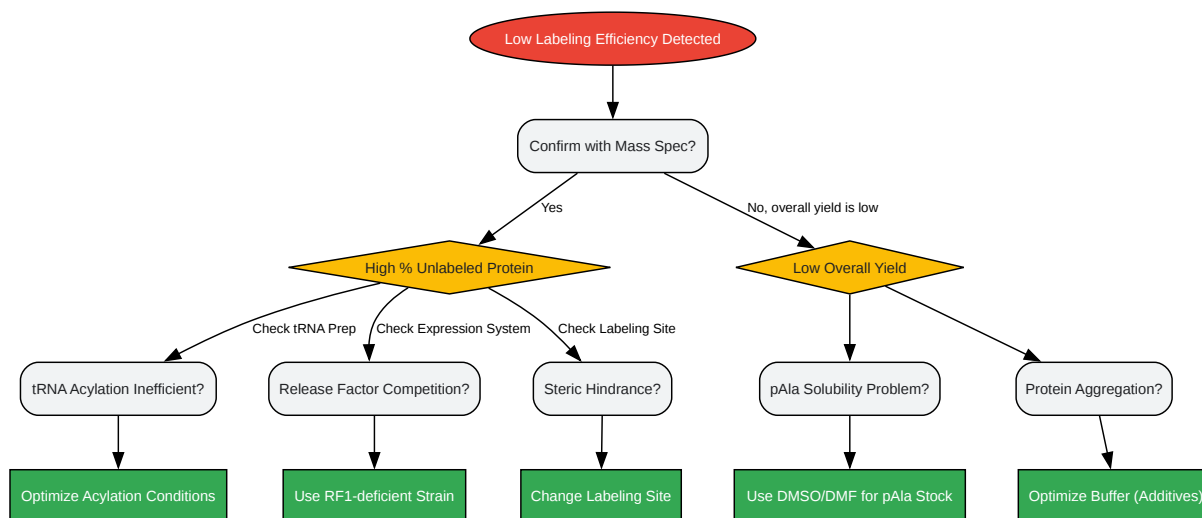 Low Labeling Efficiency Detected
Confirm with Mass Spec?
Yes
No, overall yield is low
High % Unlabeled Protein
Low Overall Yield
Check tRNA Prep
Check Expression System
Check Labeling Site
tRNA Acylation Inefficient?
Release Factor Competition?
Steric Hindrance?
pAla Solubility Problem?
Protein Aggregation?
Optimize Acylation Conditions
Use RF1-deficient Strain
Change Labeling Site
Use DMSO/DMF for pAla Stock
Optimize Buffer (Additives)